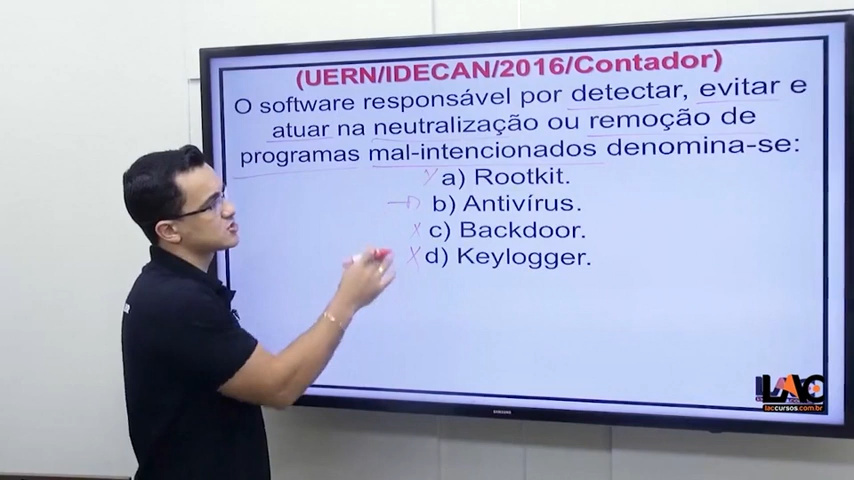 (UERN/IDECAN/2016/Contador)
O software responsável por detectar, evitar e
atuar na neutralização ou remoção de
programas mal-intencionados denomina-se:
a) Rootkit.
b) Antivírus.
c) Backdoor.
d) Keylogger.
LAC
laccursos.com.br
SAMSUNG